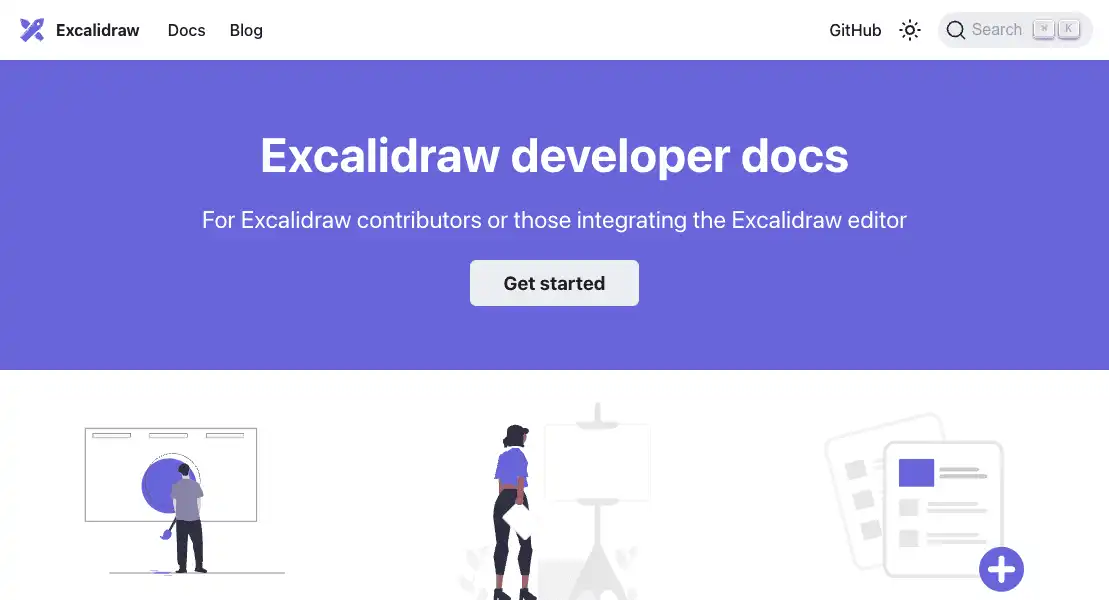 Excalidraw
Docs
Blog
GitHub
Search
⌘
K
Excalidraw developer docs
For Excalidraw contributors or those integrating the Excalidraw editor
Get started